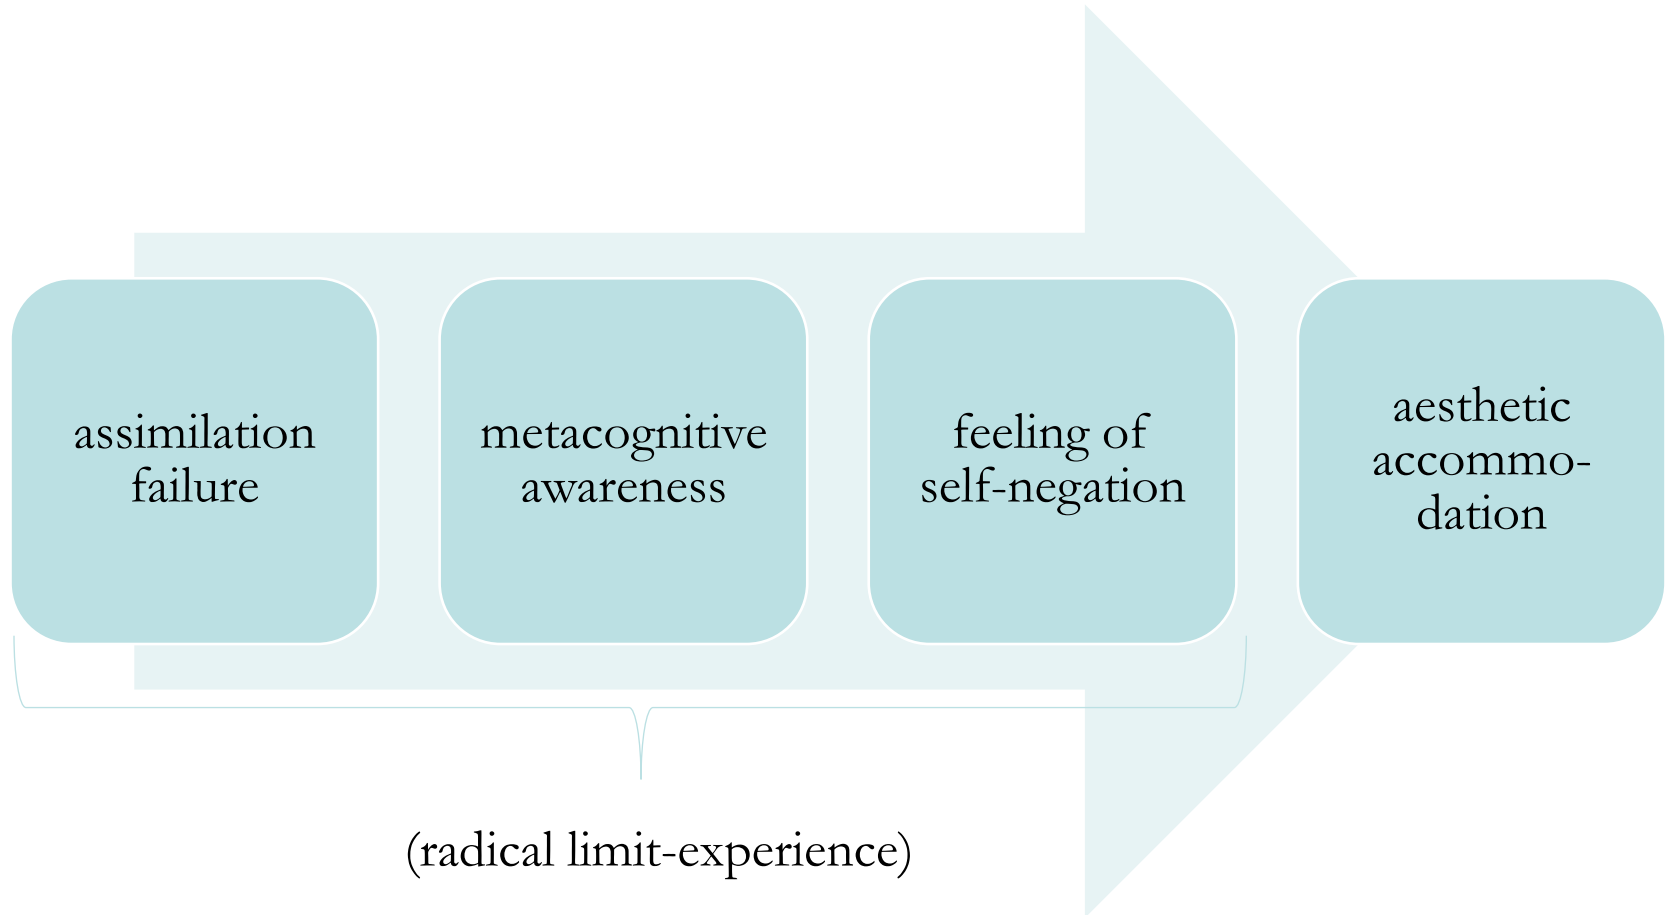 assimilation
failure
metacognitive
awareness
feeling of
self-negation
aesthetic
accommo-
dation
(radical limit-experience)